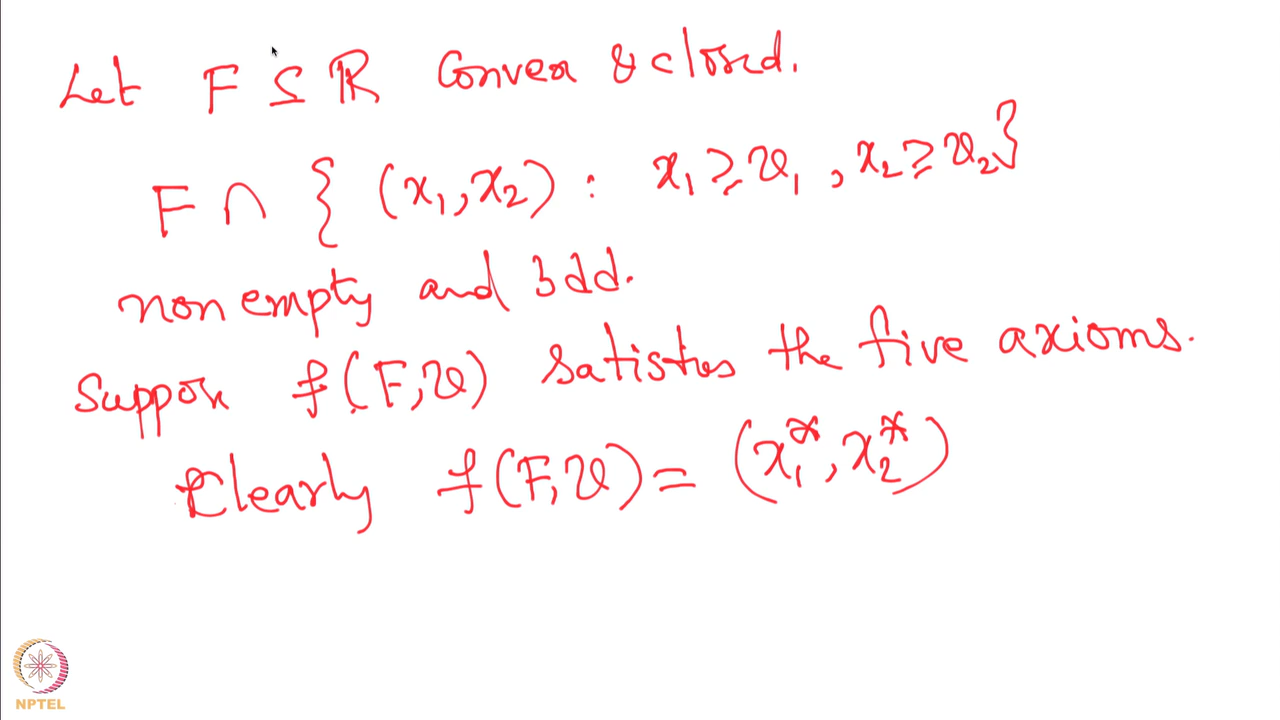 Let F ⊆ ℝ Convex & closed.
F ∩ { (x₁, x₂) : x₁ ≥ v₁ , x₂ ≥ v₂}
nonempty and bdd.
Suppose f(F, v) satisfies the five axioms.
Clearly f(F, v) = (x₁*, x₂*)
NPTEL